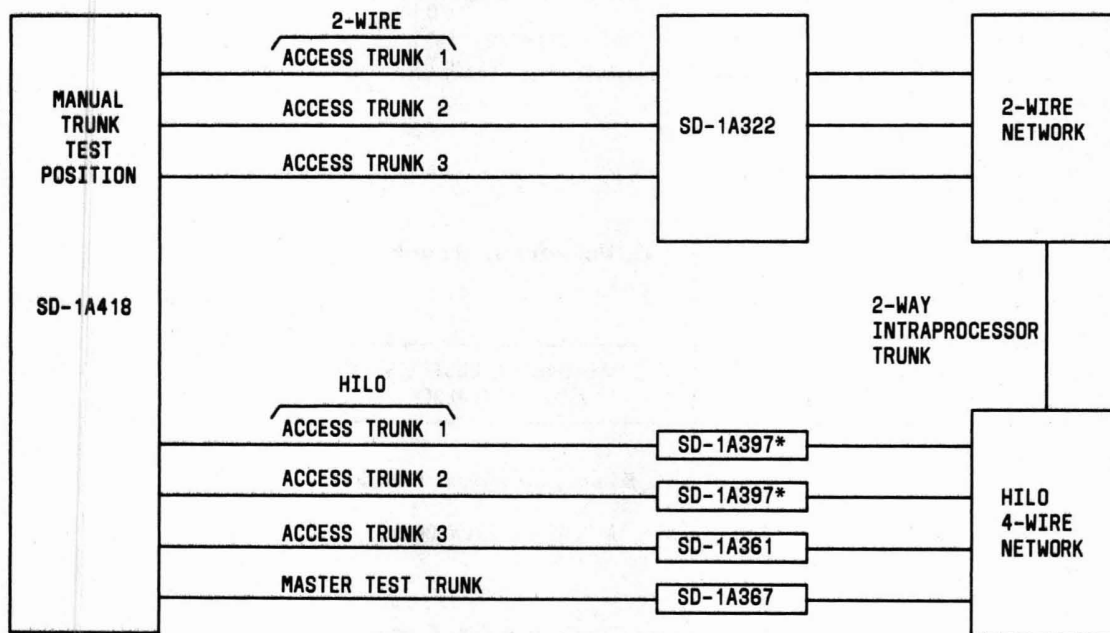 MANUAL
TRUNK
TEST
POSITION
SD-1A418
2-WIRE
ACCESS TRUNK 1
ACCESS TRUNK 2
ACCESS TRUNK 3
SD-1A322
2-WIRE
NETWORK
2-WAY
INTRAPROCESSOR
TRUNK
HILO
ACCESS TRUNK 1
ACCESS TRUNK 2
ACCESS TRUNK 3
MASTER TEST TRUNK
SD-1A397*
SD-1A397*
SD-1A361
SD-1A367
HILO
4-WIRE
NETWORK